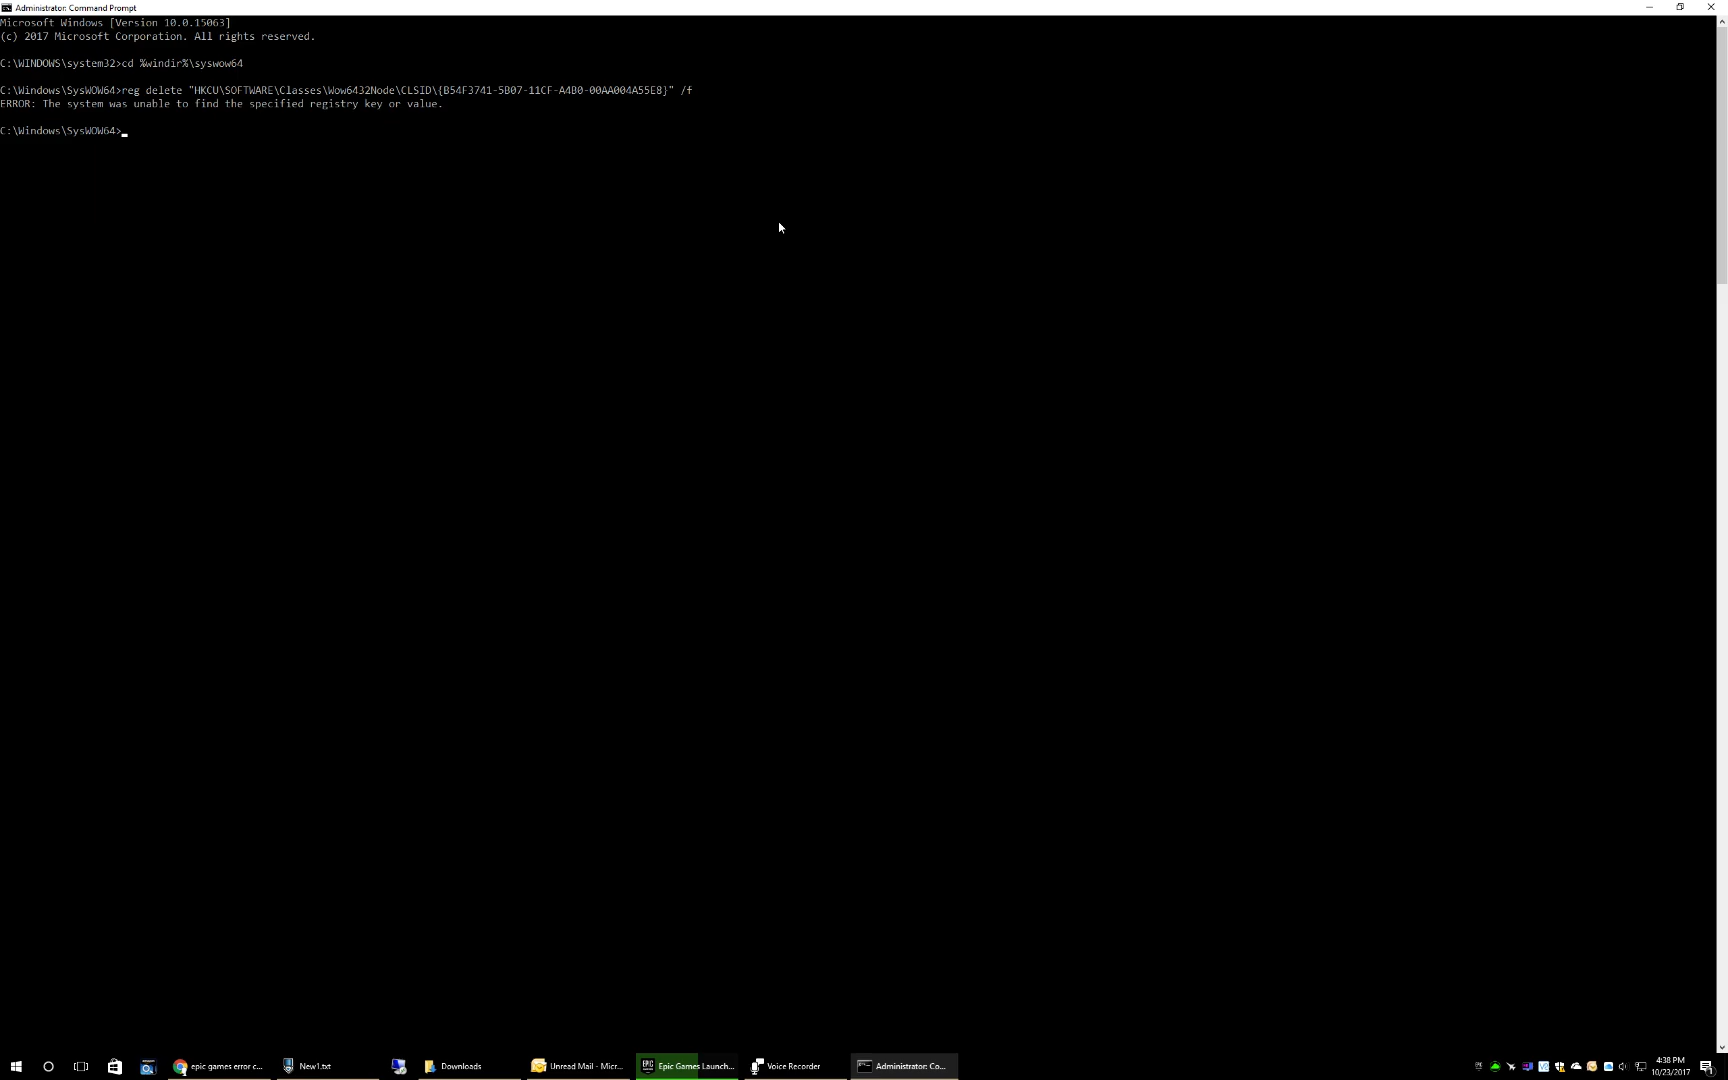 Administrator: Command Prompt
Microsoft Windows [Version 10.0.15063]
(c) 2017 Microsoft Corporation. All rights reserved.
C:\WINDOWS\system32>cd %windir%\syswow64
C:\Windows\SysWOW64>reg delete "HKCU\SOFTWARE\Classes\Wow6432Node\CLSID\{B54F3741-5B07-11CF-A4B0-00AA004A55E8}" /f
ERROR: The system was unable to find the specified registry key or value.
C:\Windows\SysWOW64>
epic games error c... New1.txt Downloads Unread Mail - Micr... Epic Games Launch... Voice Recorder Administrator: Co... 4:38 PM
10/23/2017